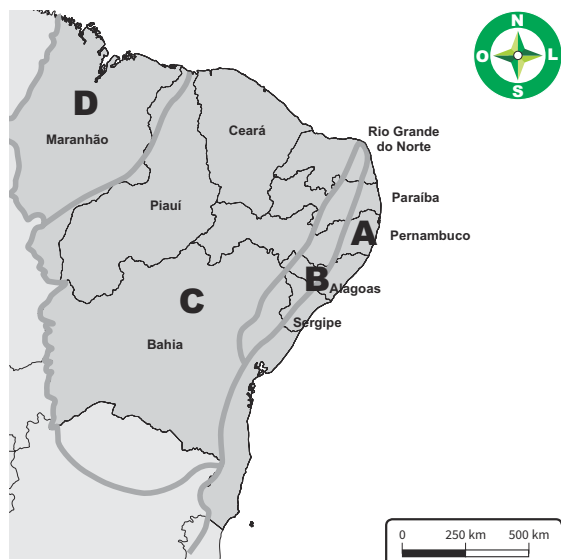 N
O L
S
D
Maranhão
Ceará
Rio Grande
do Norte
Piauí
Paraíba
A
Pernambuco
B
Alagoas
C
Sergipe
Bahia
0 250 km 500 km